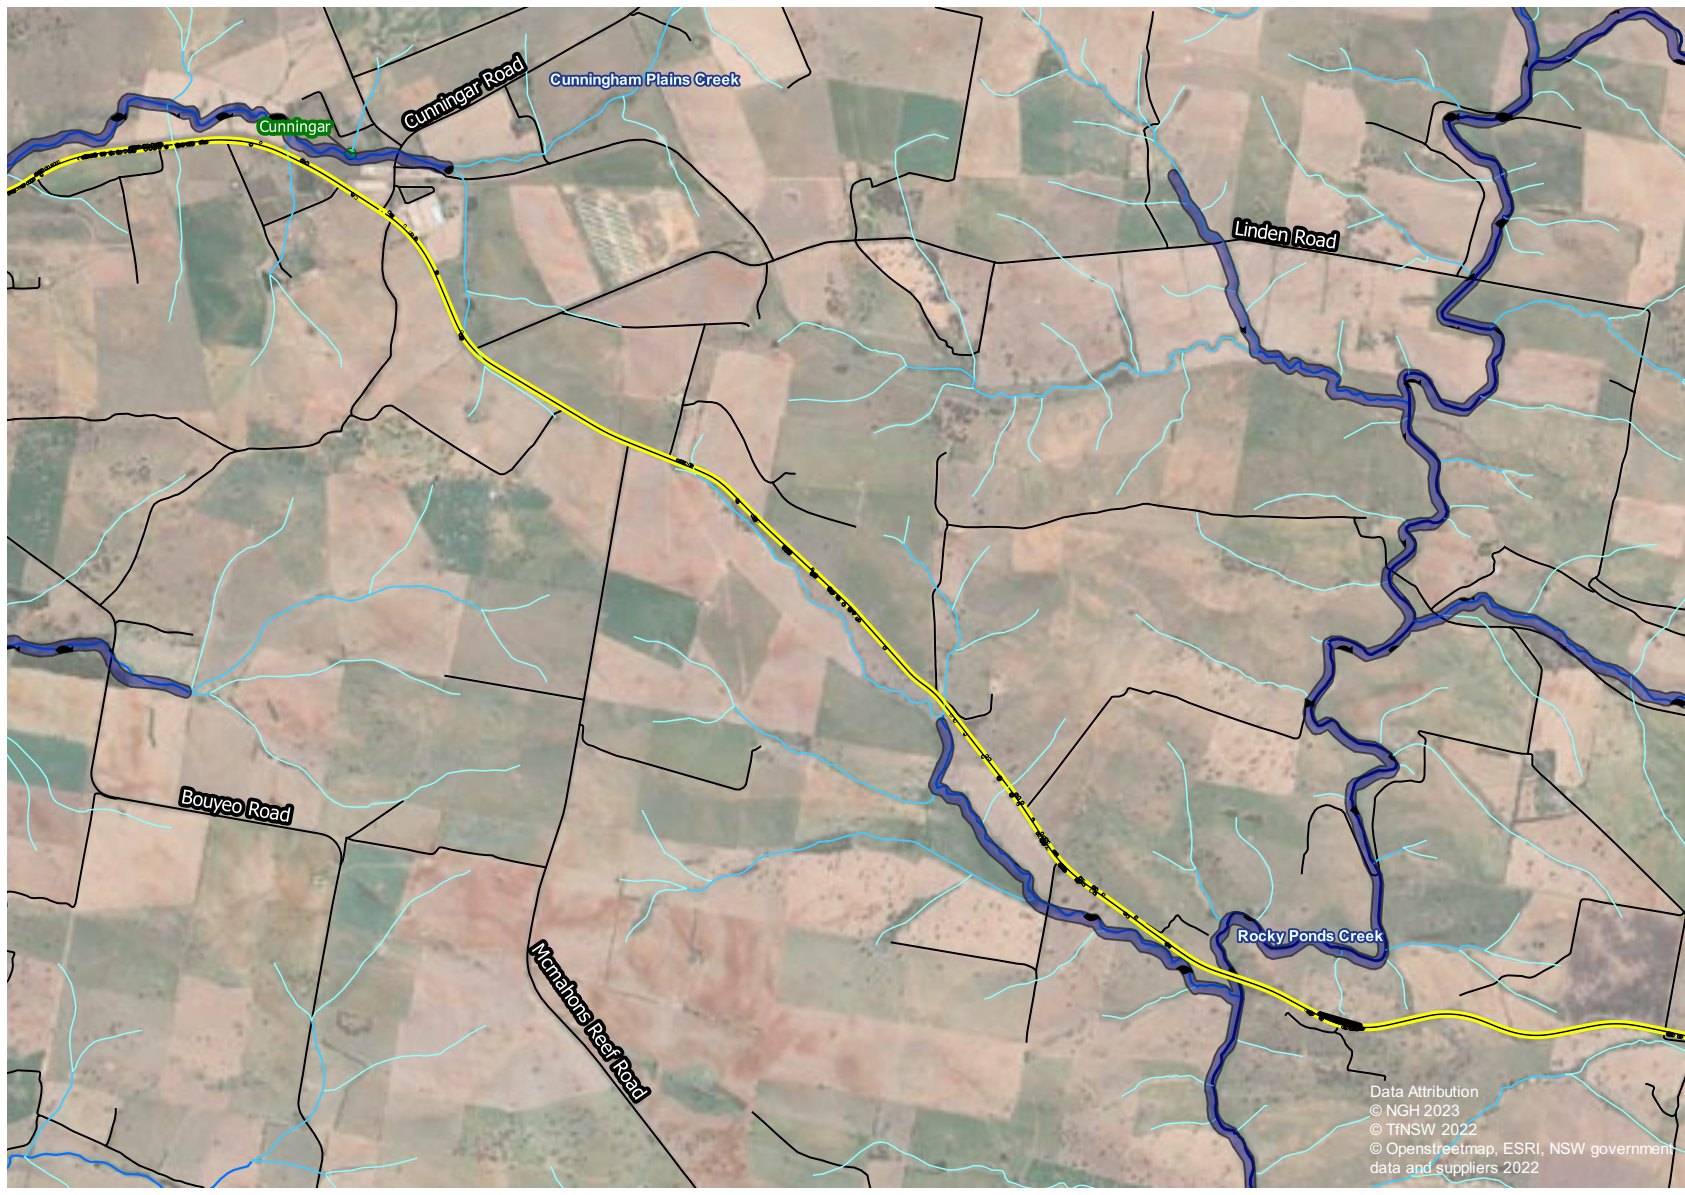 Cunningar Road
Cunningham Plains Creek
Cunningar
Linden Road
Bouyeo Road
Mcmahons Reef Road
Rocky Ponds Creek
Data Attribution
© NGH 2023
© TfNSW 2022
© Openstreetmap, ESRI, NSW government
data and suppliers 2022